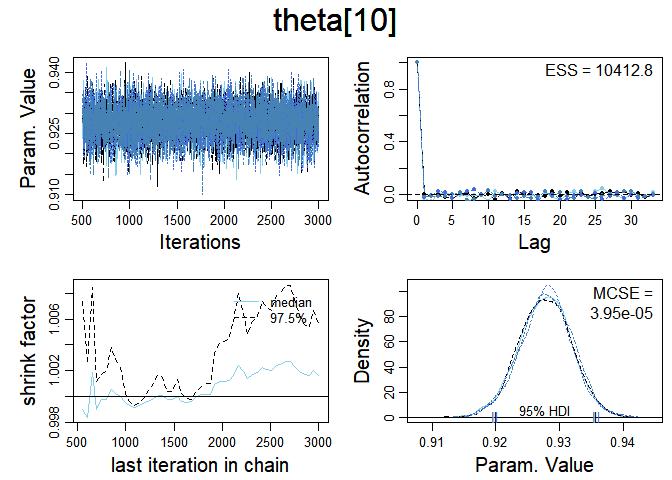 theta[10]
Param. Value
0.910
0.925
0.940
500
1000
1500
2000
2500
3000
Iterations
Autocorrelation
0.0
0.4
0.8
ESS = 10412.8
0
5
10
15
20
25
30
Lag
shrink factor
0.998
1.002
1.006
median
97.5%
500
1000
1500
2000
2500
3000
last iteration in chain
Density
0
20
40
60
80
MCSE =
3.95e-05
95% HDI
0.91
0.92
0.93
0.94
Param. Value